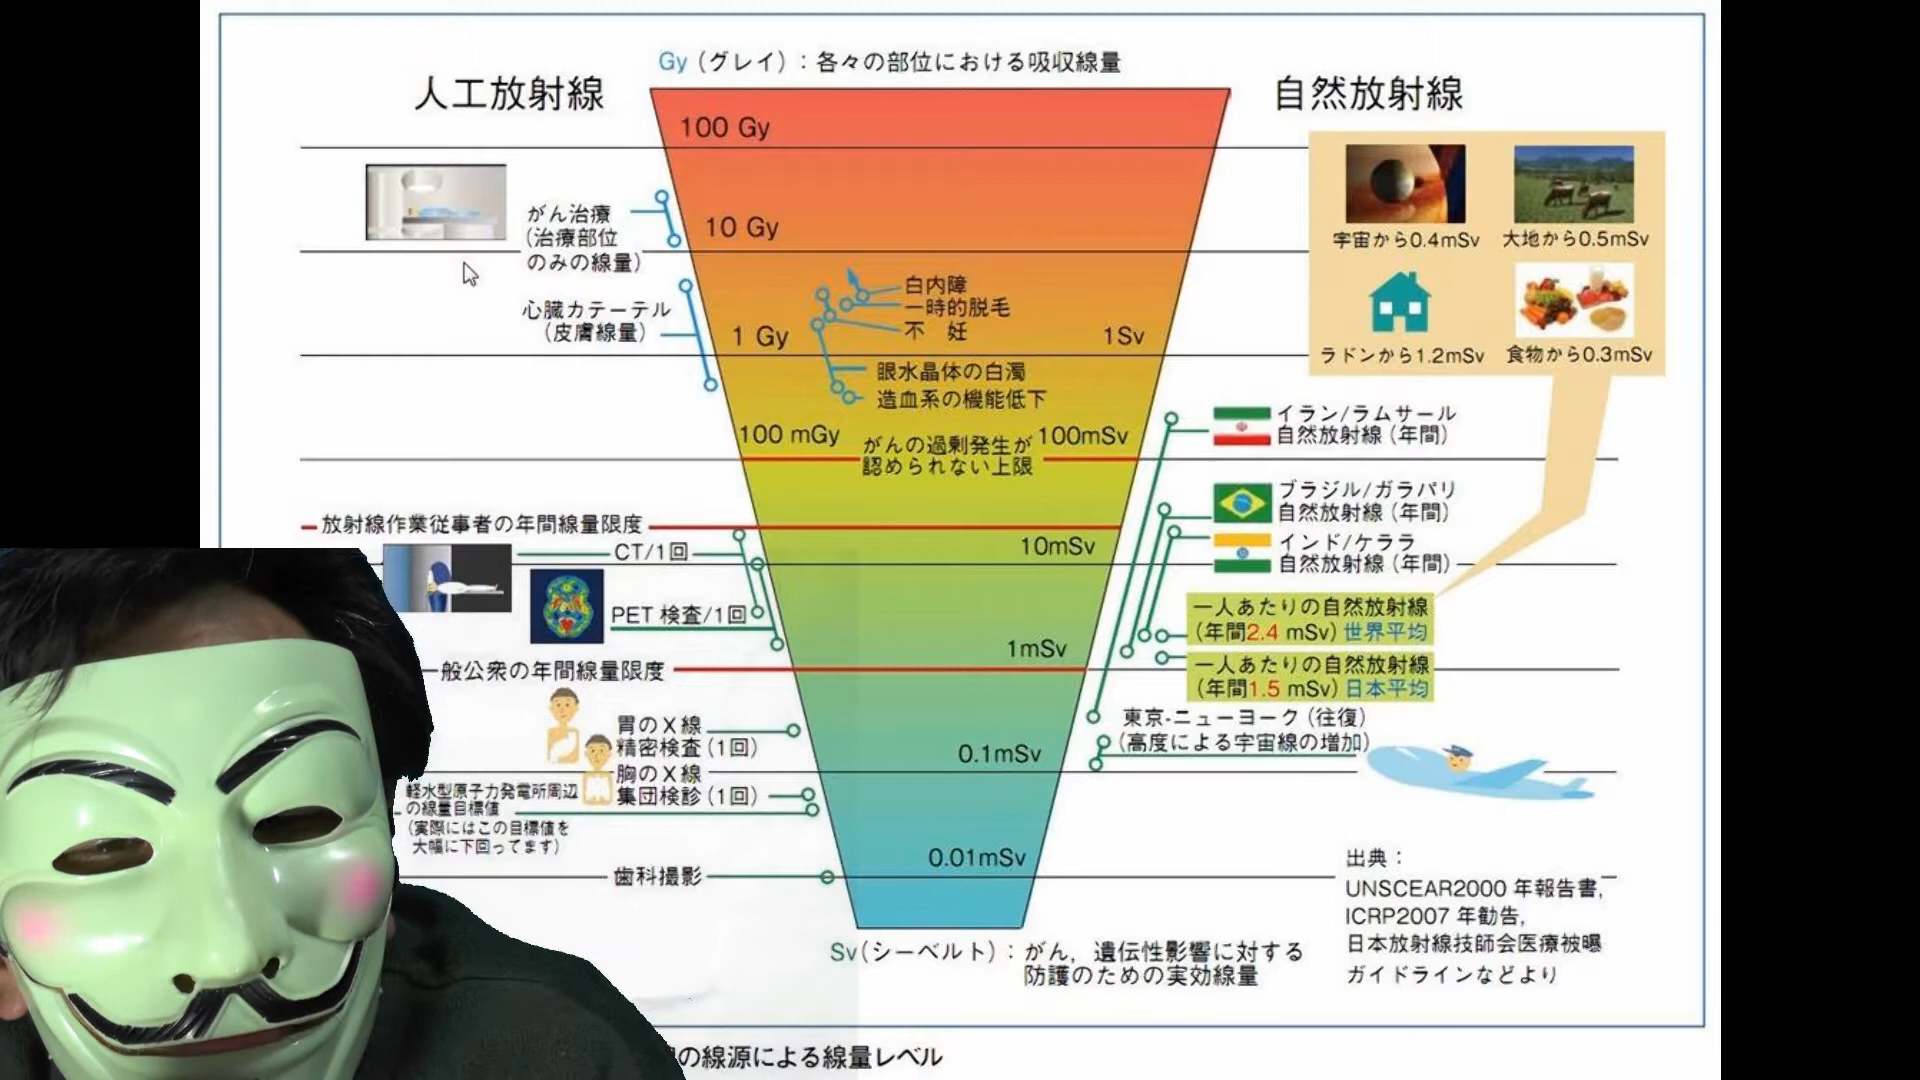 Gy(グレイ):各々の部位における吸収線量
人工放射線
自然放射線
100 Gy
がん治療
(治療部位
のみの線量)
10 Gy
心臓カテーテル
(皮膚線量)
白内障
一時的脱毛
不 妊
1 Gy
1Sv
眼水晶体の白濁
造血系の機能低下
100 mGy
がんの過剰発生が
認められない上限
100mSv
宇宙から0.4mSv
大地から0.5mSv
ラドンから1.2mSv
食物から0.3mSv
イラン/ラムサール
自然放射線(年間)
ブラジル/ガラパリ
自然放射線(年間)
インド/ケララ
自然放射線(年間)
放射線作業従事者の年間線量限度
CT/1回
10mSv
PET 検査/1回
一人あたりの自然放射線
(年間2.4 mSv)世界平均
1mSv
一般公衆の年間線量限度
一人あたりの自然放射線
(年間1.5 mSv)日本平均
胃のX線
精密検査(1回)
東京-ニューヨーク(往復)
(高度による宇宙線の増加)
0.1mSv
胸のX線
集団検診(1回)
軽水型原子力発電所周辺
の線量目標値
(実際にはこの目標値を
大幅に下回ってます)
0.01mSv
歯科撮影
出典:
UNSCEAR2000 年報告書,
ICRP2007 年勧告,
日本放射線技師会医療被曝
ガイドラインなどより
Sv(シーベルト):がん,遺伝性影響に対する
防護のための実効線量
の線源による線量レベル